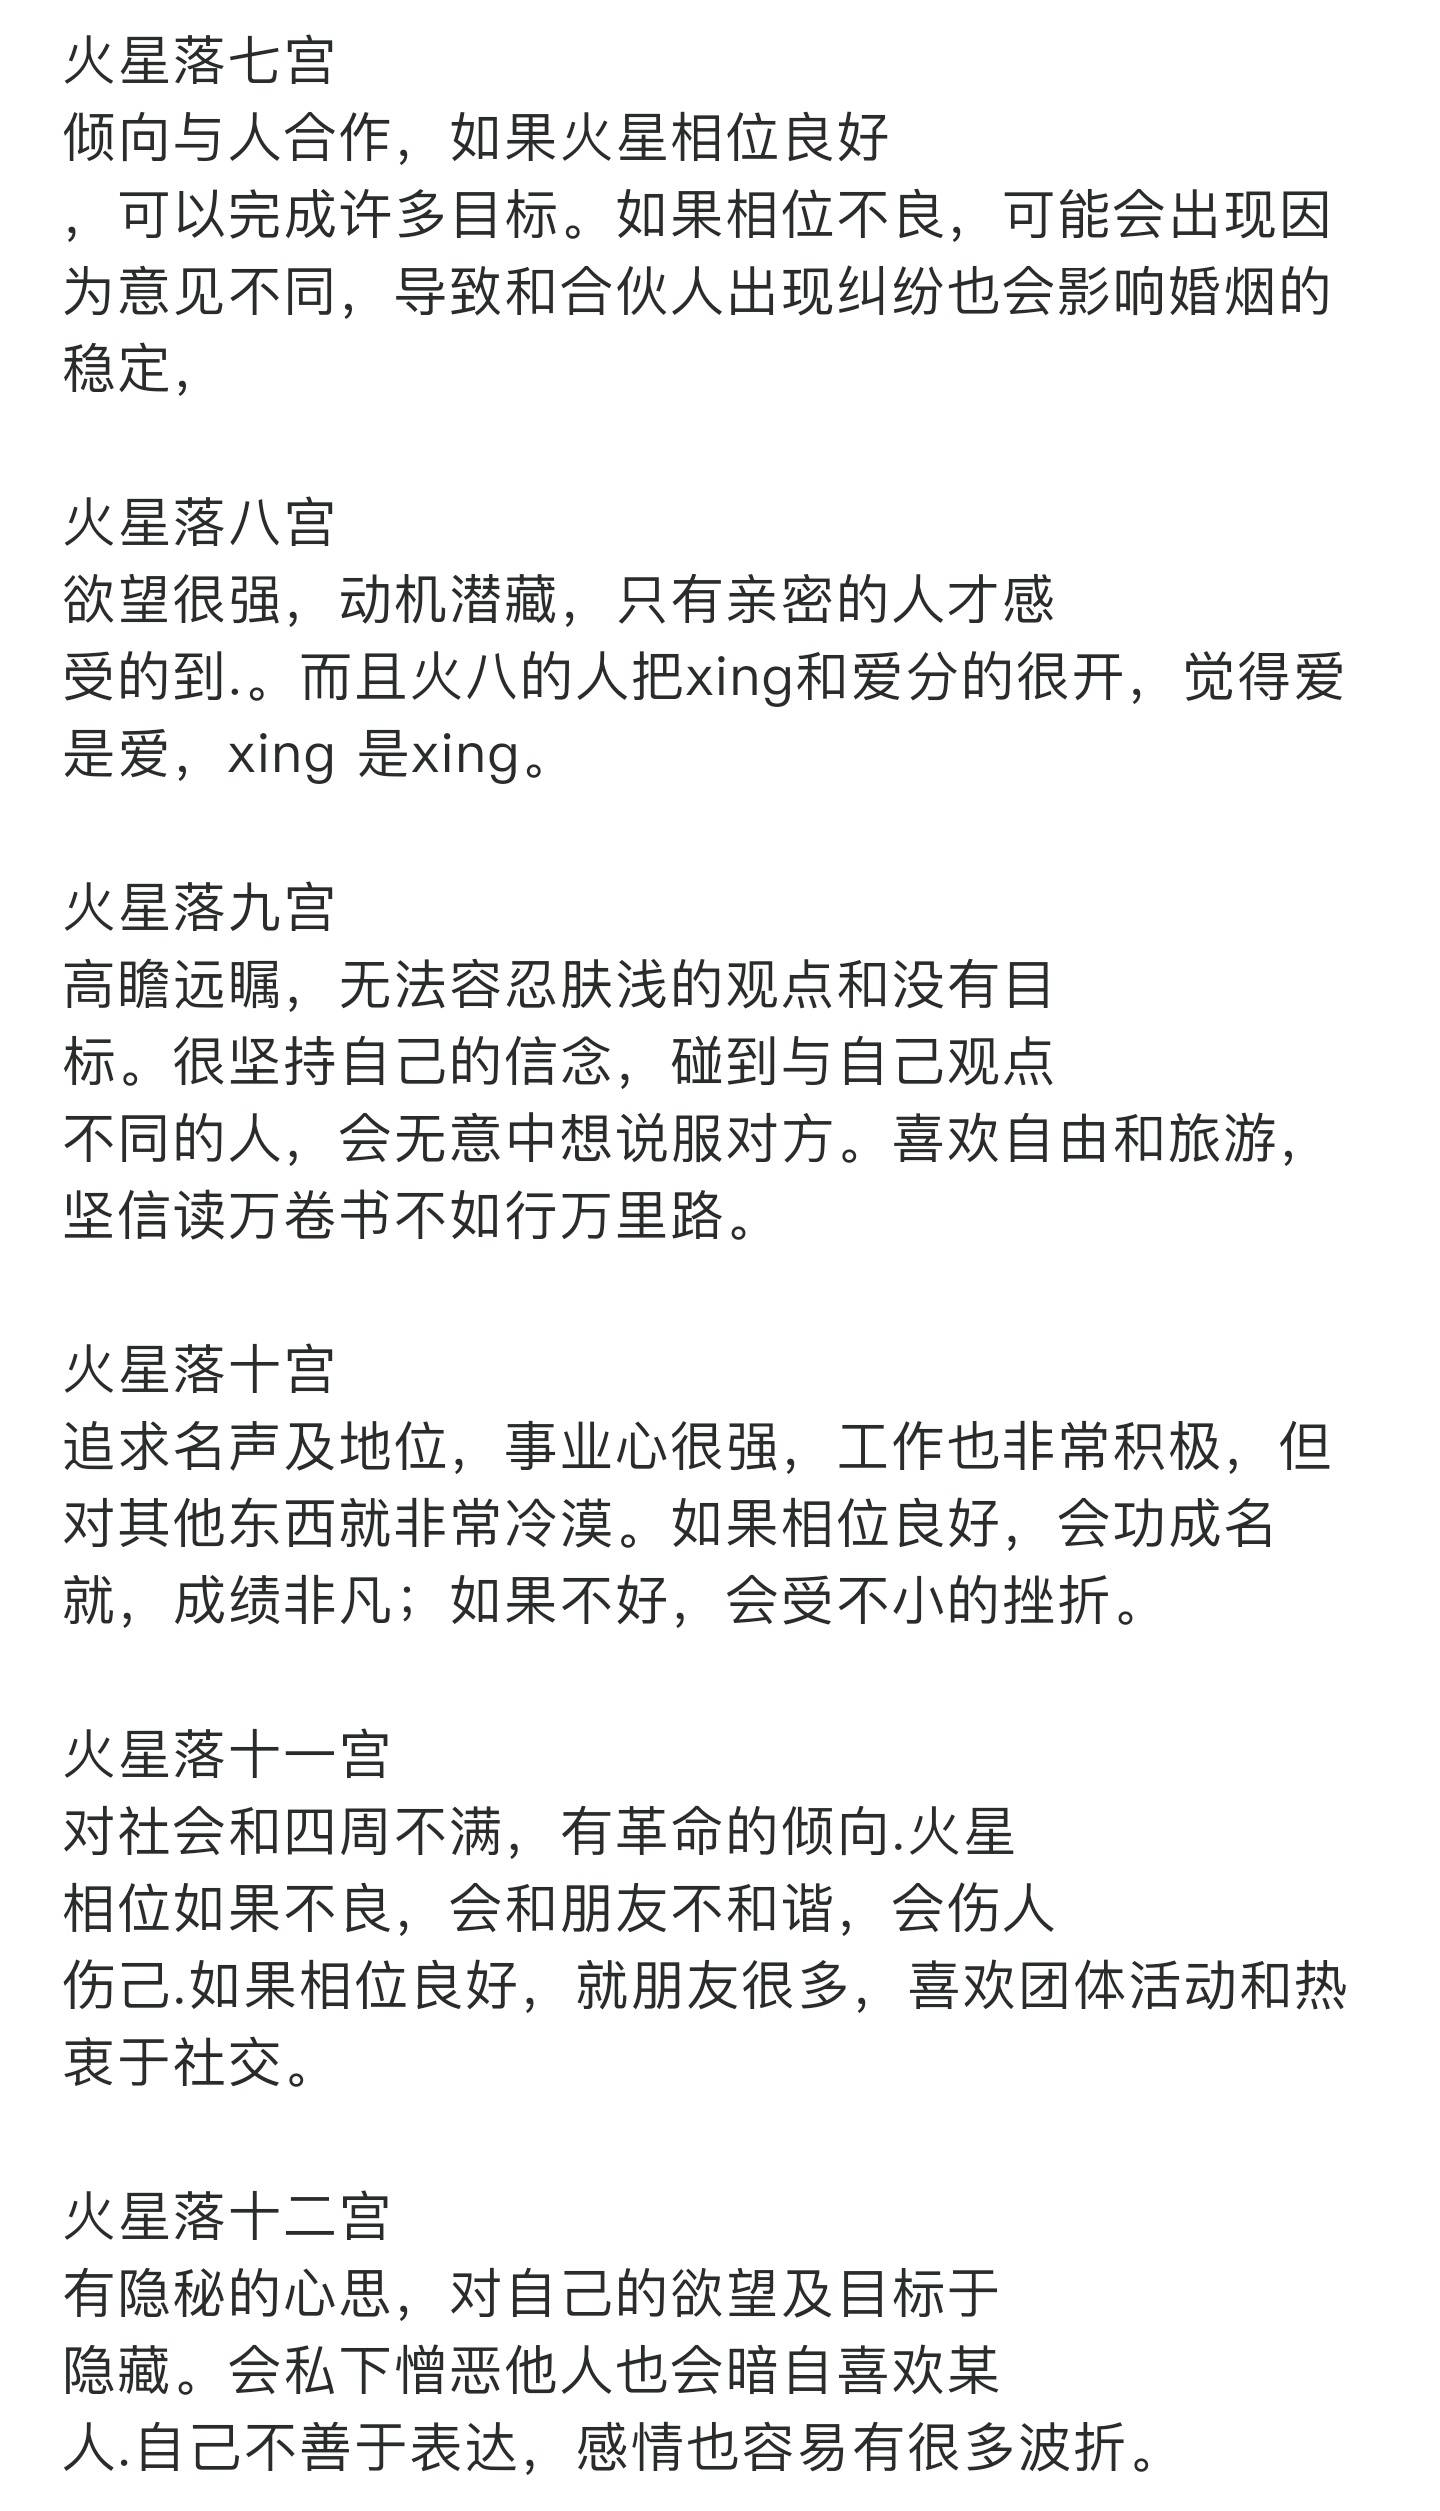 火星落七宫
倾向与人合作，如果火星相位良好
，可以完成许多目标。如果相位不良，可能会出现因
为意见不同，导致和合伙人出现纠纷也会影响婚烟的
稳定，
火星落八宫
欲望很强，动机潜藏，只有亲密的人才感
受的到.。而且火八的人把xing和爱分的很开，觉得爱
是爱，xing 是xing。
火星落九宫
高瞻远瞩，无法容忍肤浅的观点和没有目
标。很坚持自己的信念，碰到与自己观点
不同的人，会无意中想说服对方。喜欢自由和旅游，
坚信读万卷书不如行万里路。
火星落十宫
追求名声及地位，事业心很强，工作也非常积极，但
对其他东西就非常冷漠。如果相位良好，会功成名
就，成绩非凡；如果不好，会受不小的挫折。
火星落十一宫
对社会和四周不满，有革命的倾向.火星
相位如果不良，会和朋友不和谐，会伤人
伤己.如果相位良好，就朋友很多，喜欢团体活动和热
衷于社交。
火星落十二宫
有隐秘的心思，对自己的欲望及目标于
隐藏。会私下憎恶他人也会暗自喜欢某
人.自己不善于表达，感情也容易有很多波折。